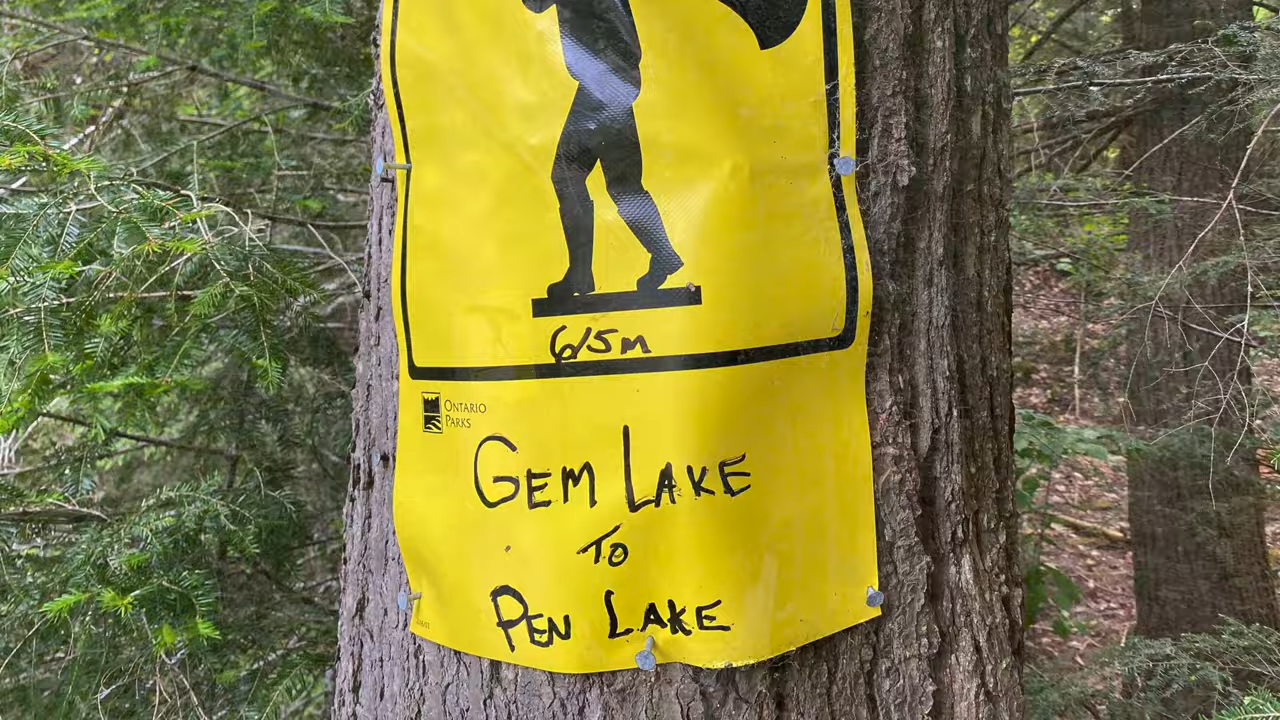 615m
ONTARIO
PARKS
GEM LAKE
TO
PEN LAKE